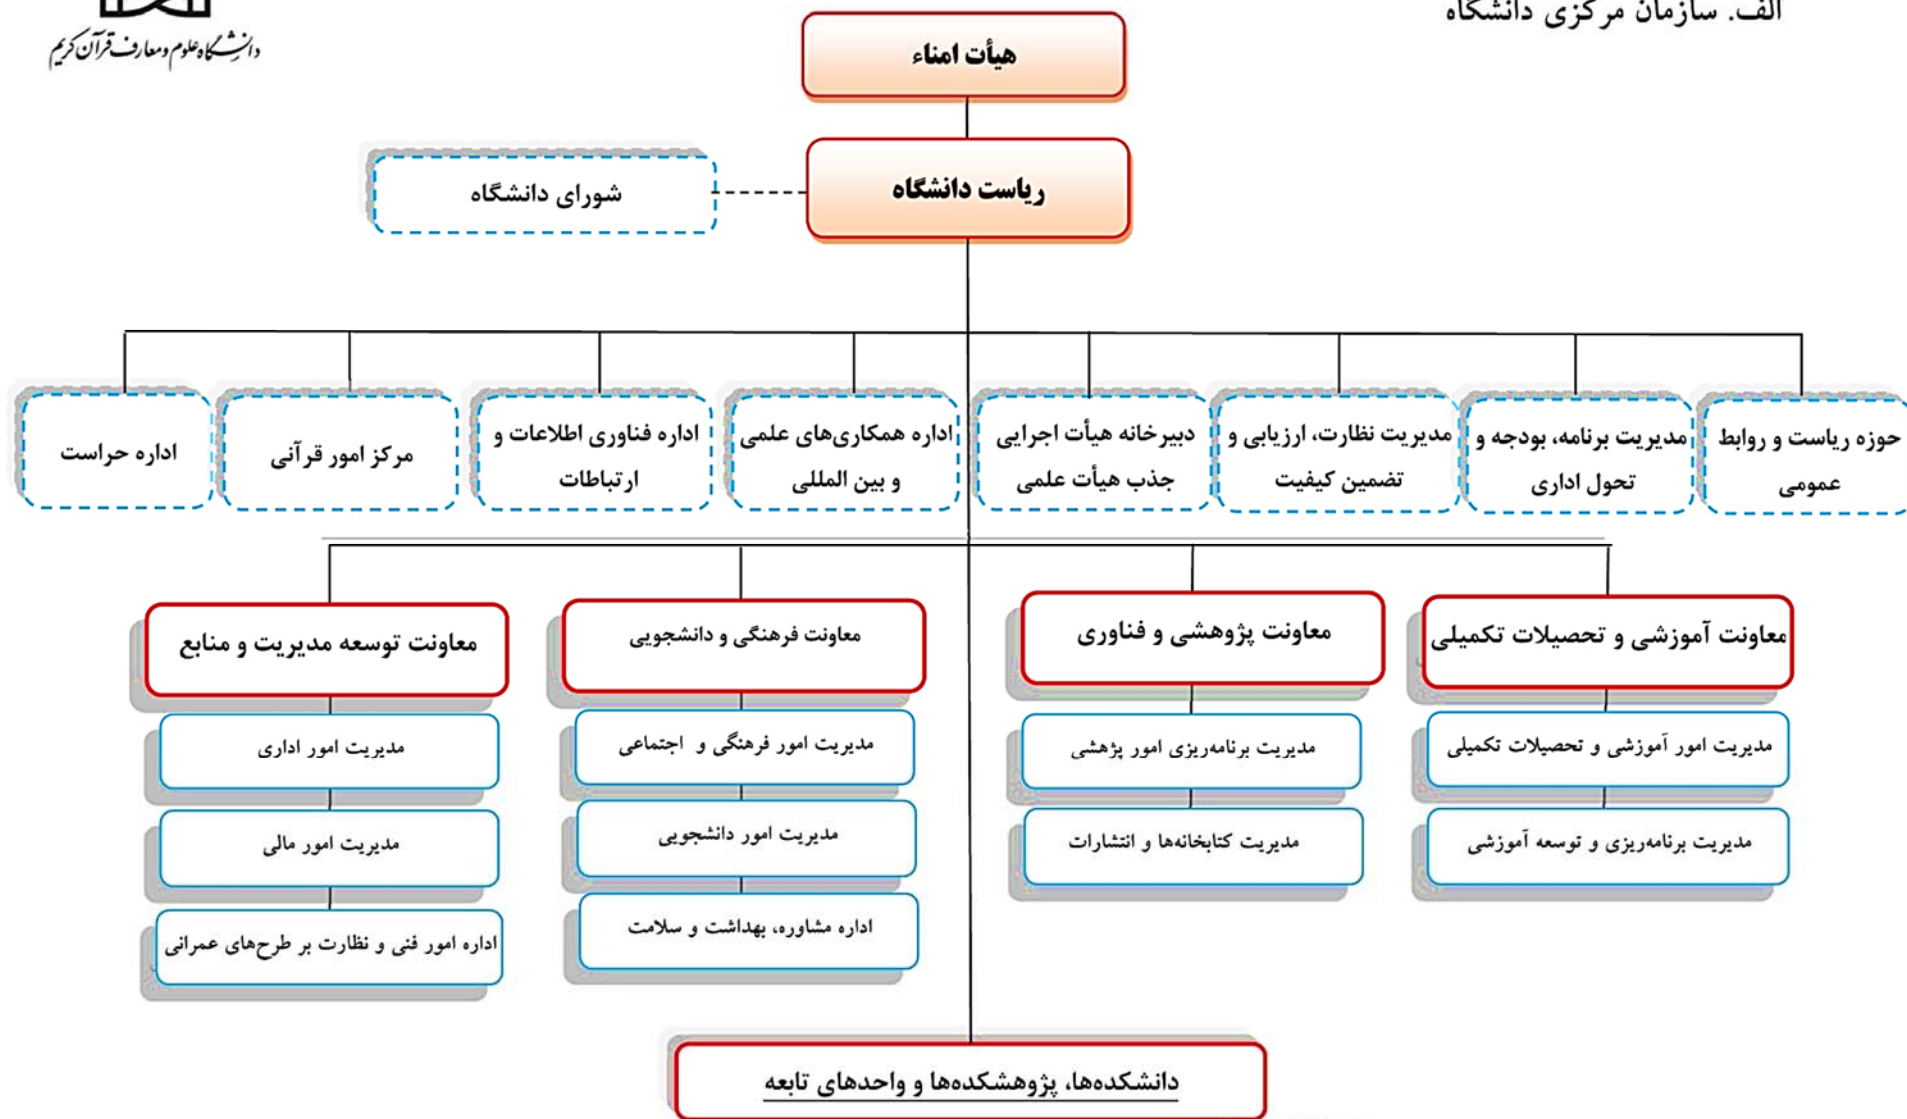 الف. سازمان مرکزی دانشگاه
دانشگاه علوم و معارف قرآن کریم
هیأت امناء
ریاست دانشگاه
شورای دانشگاه
حوزه ریاست و روابط
عمومی
مدیریت برنامه، بودجه و
تحول اداری
مدیریت نظارت، ارزیابی و
تضمین کیفیت
دبیرخانه هیأت اجرایی
جذب هیأت علمی
اداره همکاری‌های علمی
و بین المللی
اداره فناوری اطلاعات و
ارتباطات
مرکز امور قرآنی
اداره حراست
معاونت آموزشی و تحصیلات تکمیلی
مدیریت امور آموزشی و تحصیلات تکمیلی
مدیریت برنامه‌ریزی و توسعه آموزشی
معاونت پژوهشی و فناوری
مدیریت برنامه‌ریزی امور پژهشی
مدیریت کتابخانه‌ها و انتشارات
معاونت فرهنگی و دانشجویی
مدیریت امور فرهنگی و اجتماعی
مدیریت امور دانشجویی
اداره مشاوره، بهداشت و سلامت
معاونت توسعه مدیریت و منابع
مدیریت امور اداری
مدیریت امور مالی
اداره امور فنی و نظارت بر طرح‌های عمرانی
دانشکده‌ها، پژوهشکده‌ها و واحدهای تابعه